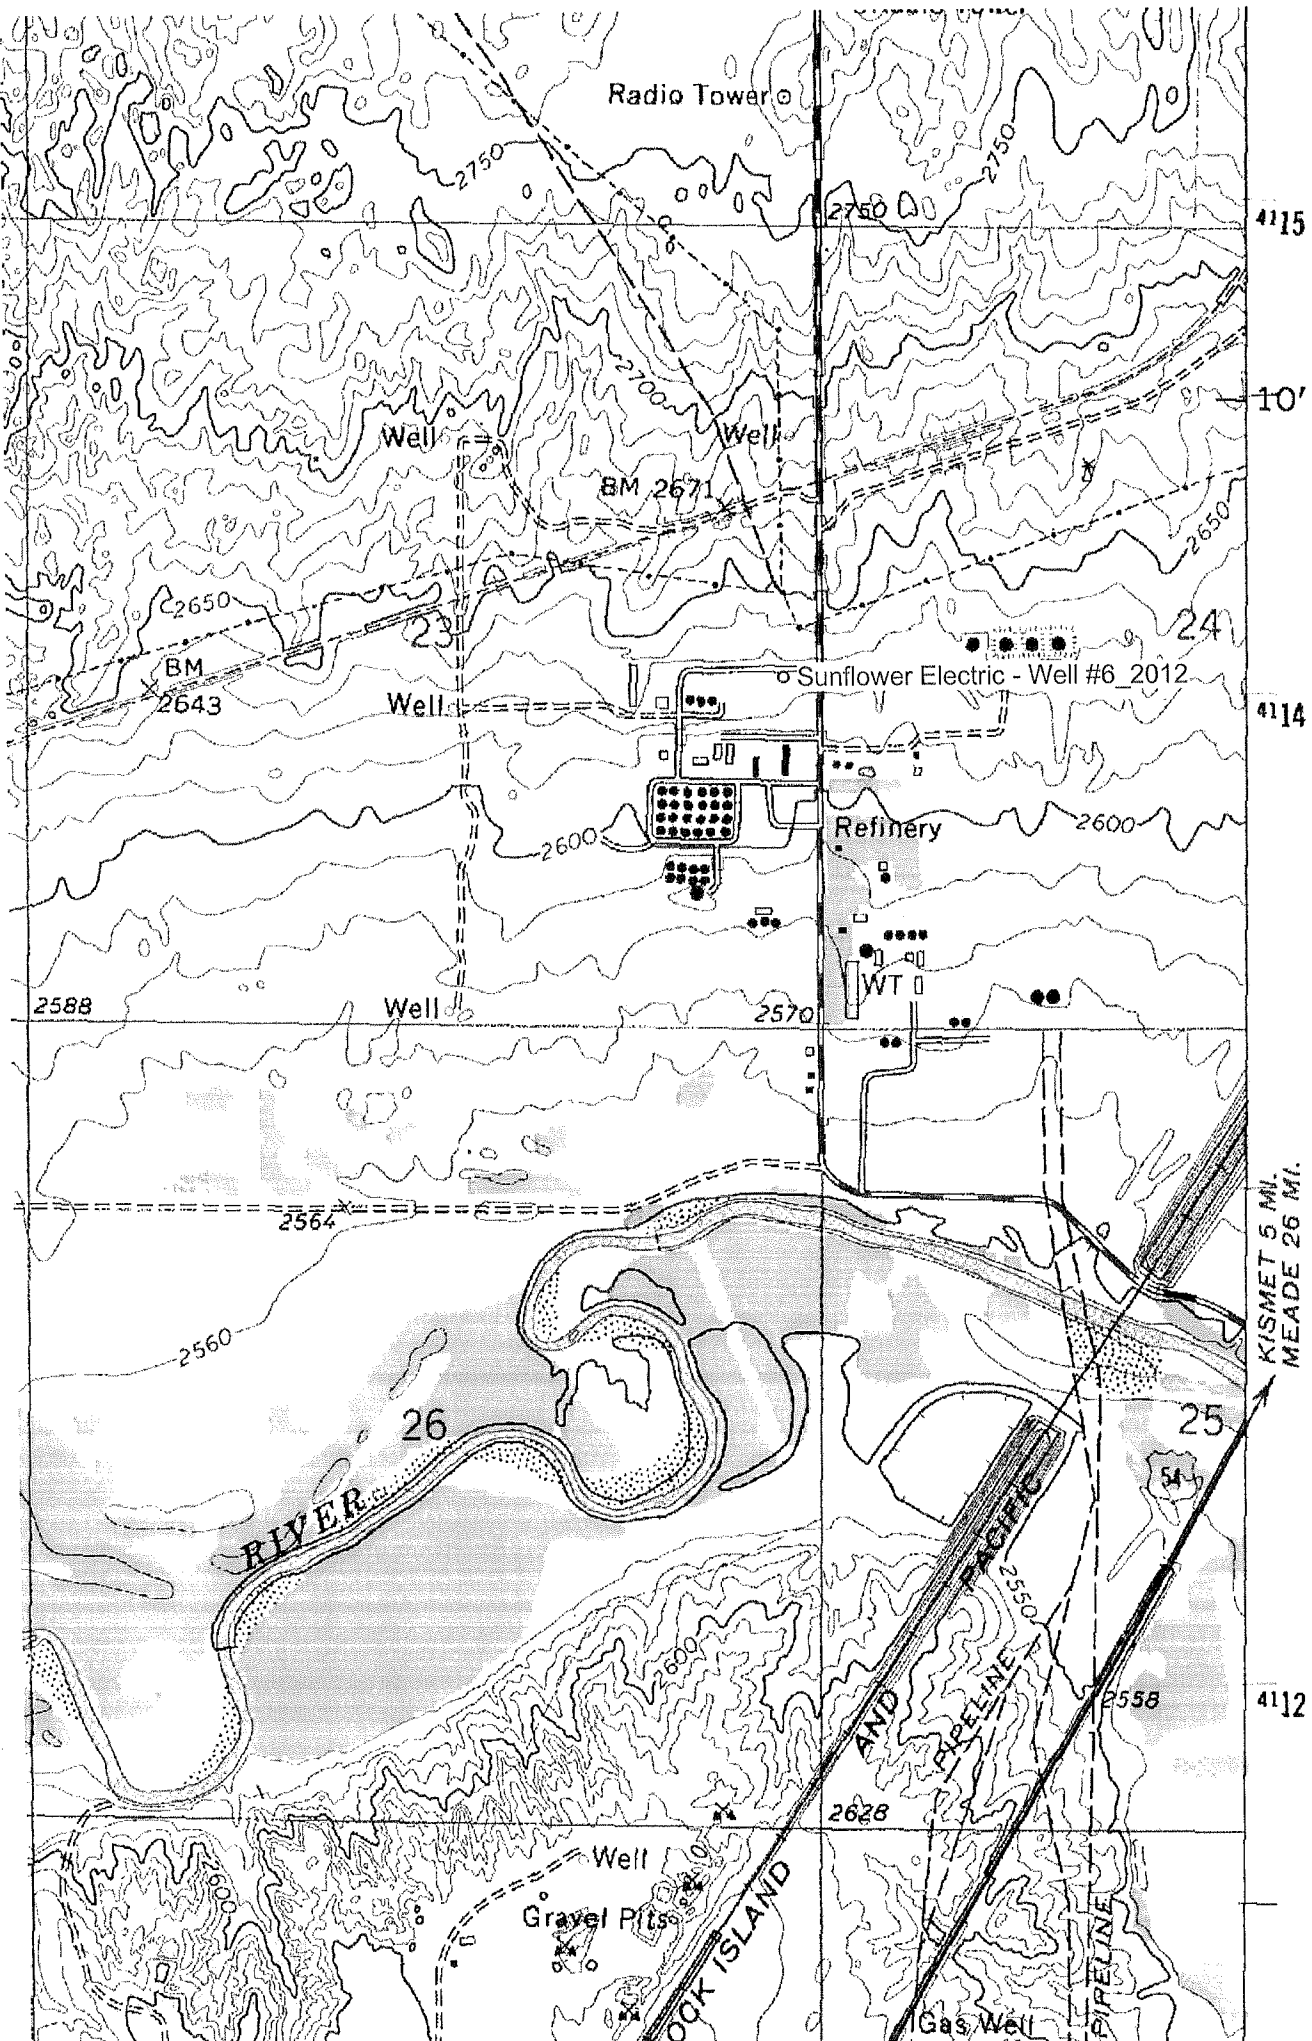 Radio Tower
2750
2750
2750
4115
2700
10'
Well
Well
BM 2671
2650
2650
23
24
BM
2643
Sunflower Electric - Well #6_2012
Well
4114
2600
Refinery
2600
WT
2588
Well
2570
2564
KISMET 5 MI.
MEADE 26 MI.
2560
26
25
54
RIVER
PACIFIC
2550
600
AND
PIPELINE
2558
4112
2628
Well
600
Gravel Pits
OCK ISLAND
PIPELINE
Gas Well